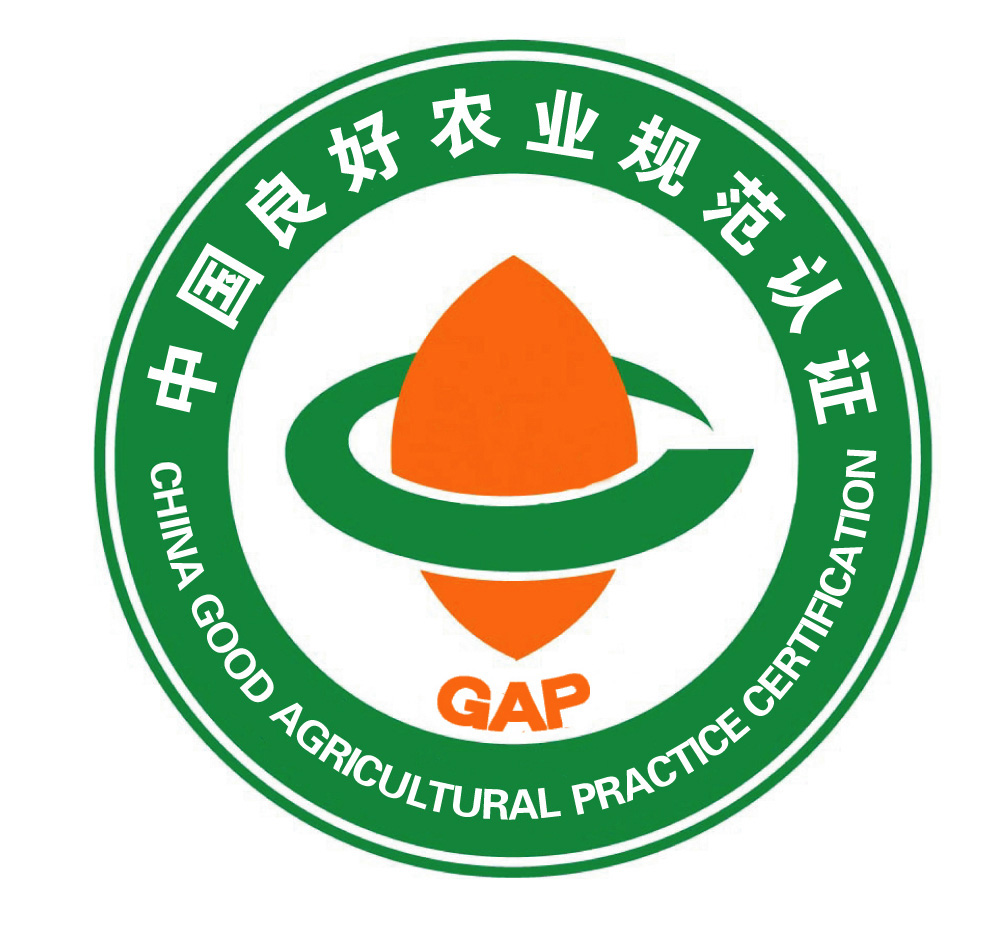 中国良好农业规范认证
GAP
CHINA GOOD AGRICULTURAL PRACTICE CERTIFICATION